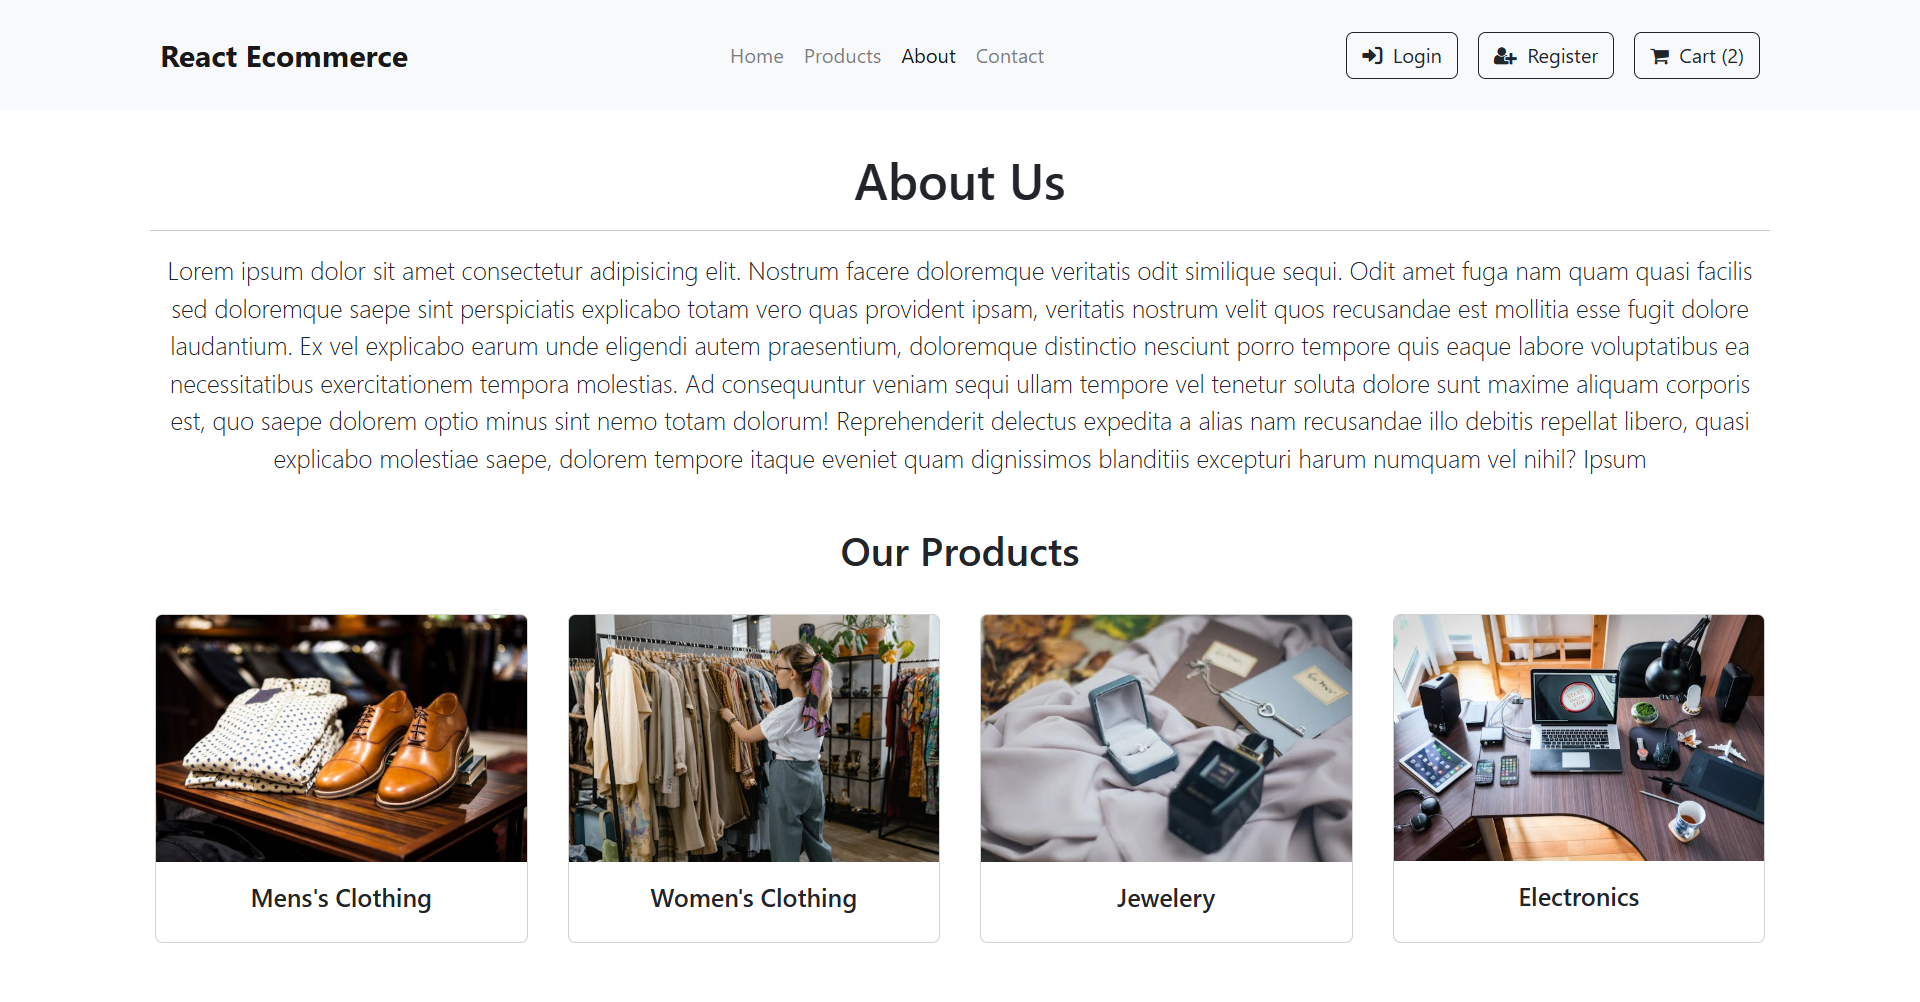 React Ecommerce
Home Products About Contact
Login Register Cart (2)
About Us
Lorem ipsum dolor sit amet consectetur adipisicing elit. Nostrum facere doloremque veritatis odit similique sequi. Odit amet fuga nam quam quasi facilis
sed doloremque saepe sint perspiciatis explicabo totam vero quas provident ipsam, veritatis nostrum velit quos recusandae est mollitia esse fugit dolore
laudantium. Ex vel explicabo earum unde eligendi autem praesentium, doloremque distinctio nesciunt porro tempore quis eaque labore voluptatibus ea
necessitatibus exercitationem tempora molestias. Ad consequuntur veniam sequi ullam tempore vel tenetur soluta dolore sunt maxime aliquam corporis
est, quo saepe dolorem optio minus sint nemo totam dolorum! Reprehenderit delectus expedita a alias nam recusandae illo debitis repellat libero, quasi
explicabo molestiae saepe, dolorem tempore itaque eveniet quam dignissimos blanditiis excepturi harum numquam vel nihil? Ipsum
Our Products
Mens's Clothing
Women's Clothing
Jewelery
Electronics